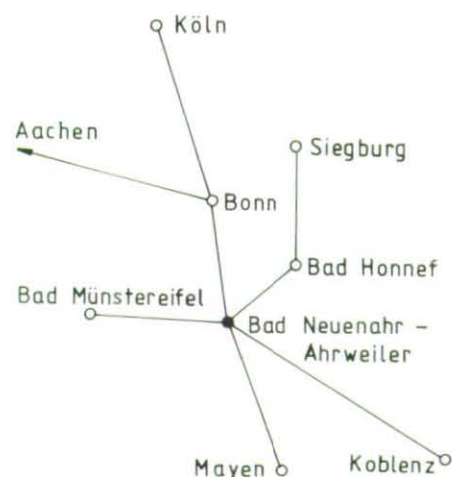 Köln
Aachen
Siegburg
Bonn
Bad Honnef
Bad Münstereifel
Bad Neuenahr -
Ahrweiler
Mayen
Koblenz